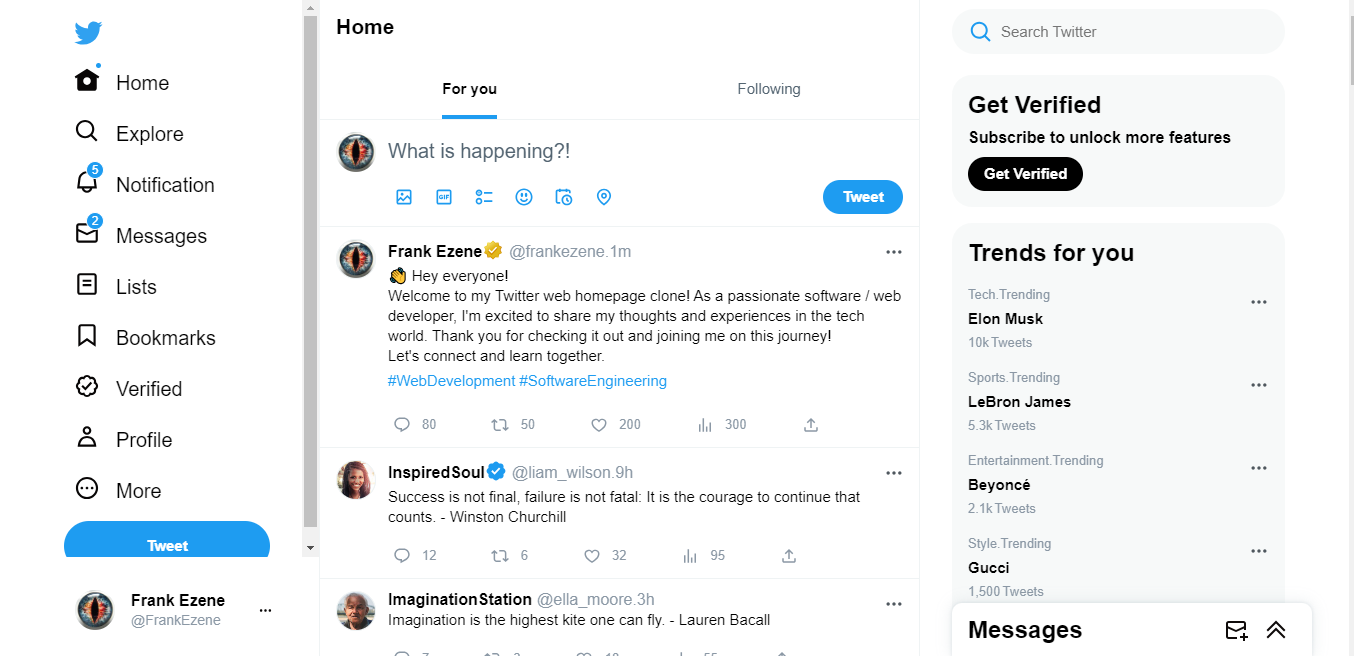 Home
Explore
5
Notification
2
Messages
Lists
Bookmarks
Verified
Profile
More
Tweet
Frank Ezene
@FrankEzene
Home
For you
Following
What is happening?!
GIF
Tweet
Frank Ezene @frankezene.1m
👏 Hey everyone!
Welcome to my Twitter web homepage clone! As a passionate software / web
developer, I'm excited to share my thoughts and experiences in the tech
world. Thank you for checking it out and joining me on this journey!
Let's connect and learn together.
#WebDevelopment #SoftwareEngineering
80 50 200 300
InspiredSoul @liam_wilson.9h
Success is not final, failure is not fatal: It is the courage to continue that
counts. - Winston Churchill
12 6 32 95
ImaginationStation @ella_moore.3h
Imagination is the highest kite one can fly. - Lauren Bacall
Search Twitter
Get Verified
Subscribe to unlock more features
Get Verified
Trends for you
Tech.Trending
Elon Musk
10k Tweets
Sports.Trending
LeBron James
5.3k Tweets
Entertainment.Trending
Beyoncé
2.1k Tweets
Style.Trending
Gucci
1,500 Tweets
Messages